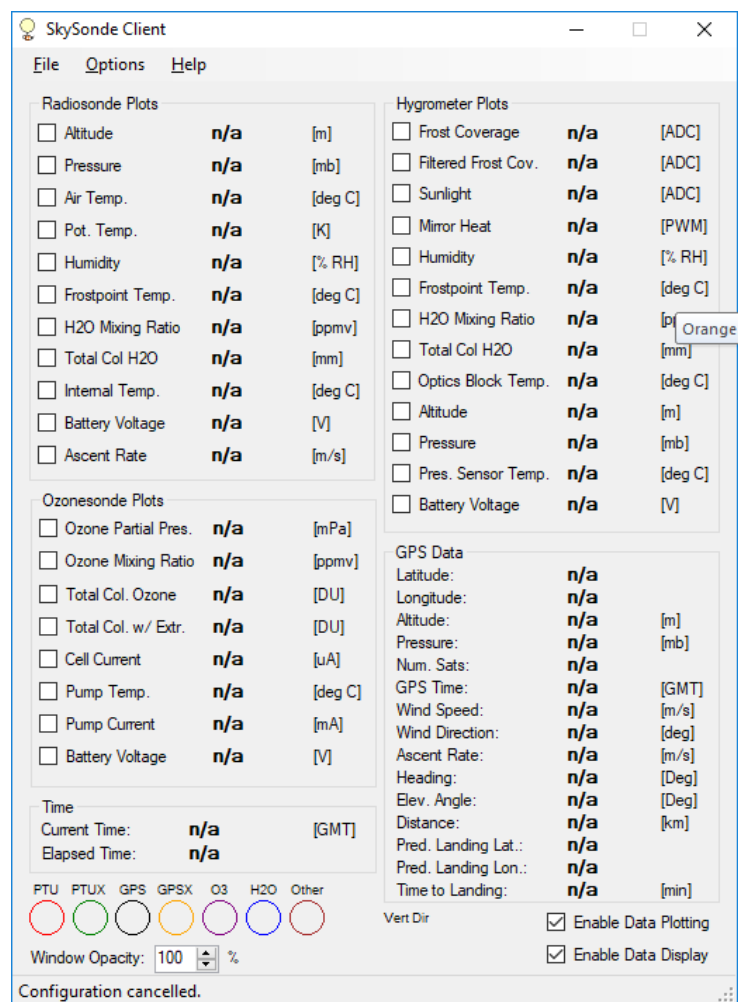 SkySonde Client
File Options Help
Radiosonde Plots
Altitude n/a [m]
Pressure n/a [mb]
Air Temp. n/a [deg C]
Pot. Temp. n/a [K]
Humidity n/a [% RH]
Frostpoint Temp. n/a [deg C]
H2O Mixing Ratio n/a [ppmv]
Total Col H2O n/a [mm]
Internal Temp. n/a [deg C]
Battery Voltage n/a [V]
Ascent Rate n/a [m/s]
Ozonesonde Plots
Ozone Partial Pres. n/a [mPa]
Ozone Mixing Ratio n/a [ppmv]
Total Col. Ozone n/a [DU]
Total Col. w/ Extr. n/a [DU]
Cell Current n/a [uA]
Pump Temp. n/a [deg C]
Pump Current n/a [mA]
Battery Voltage n/a [V]
Time
Current Time: n/a [GMT]
Elapsed Time: n/a
PTU PTUX GPS GPSX O3 H2O Other
Window Opacity: 100 %
Hygrometer Plots
Frost Coverage n/a [ADC]
Filtered Frost Cov. n/a [ADC]
Sunlight n/a [ADC]
Mirror Heat n/a [PWM]
Humidity n/a [% RH]
Frostpoint Temp. n/a [deg C]
H2O Mixing Ratio n/a
Orange
Total Col H2O n/a [mm]
Optics Block Temp. n/a [deg C]
Altitude n/a [m]
Pressure n/a [mb]
Pres. Sensor Temp. n/a [deg C]
Battery Voltage n/a [V]
GPS Data
Latitude: n/a
Longitude: n/a
Altitude: n/a [m]
Pressure: n/a [mb]
Num. Sats: n/a
GPS Time: n/a [GMT]
Wind Speed: n/a [m/s]
Wind Direction: n/a [deg]
Ascent Rate: n/a [m/s]
Heading: n/a [Deg]
Elev. Angle: n/a [Deg]
Distance: n/a [km]
Pred. Landing Lat.: n/a
Pred. Landing Lon.: n/a
Time to Landing: n/a [min]
Vert Dir
Enable Data Plotting
Enable Data Display
Configuration cancelled.